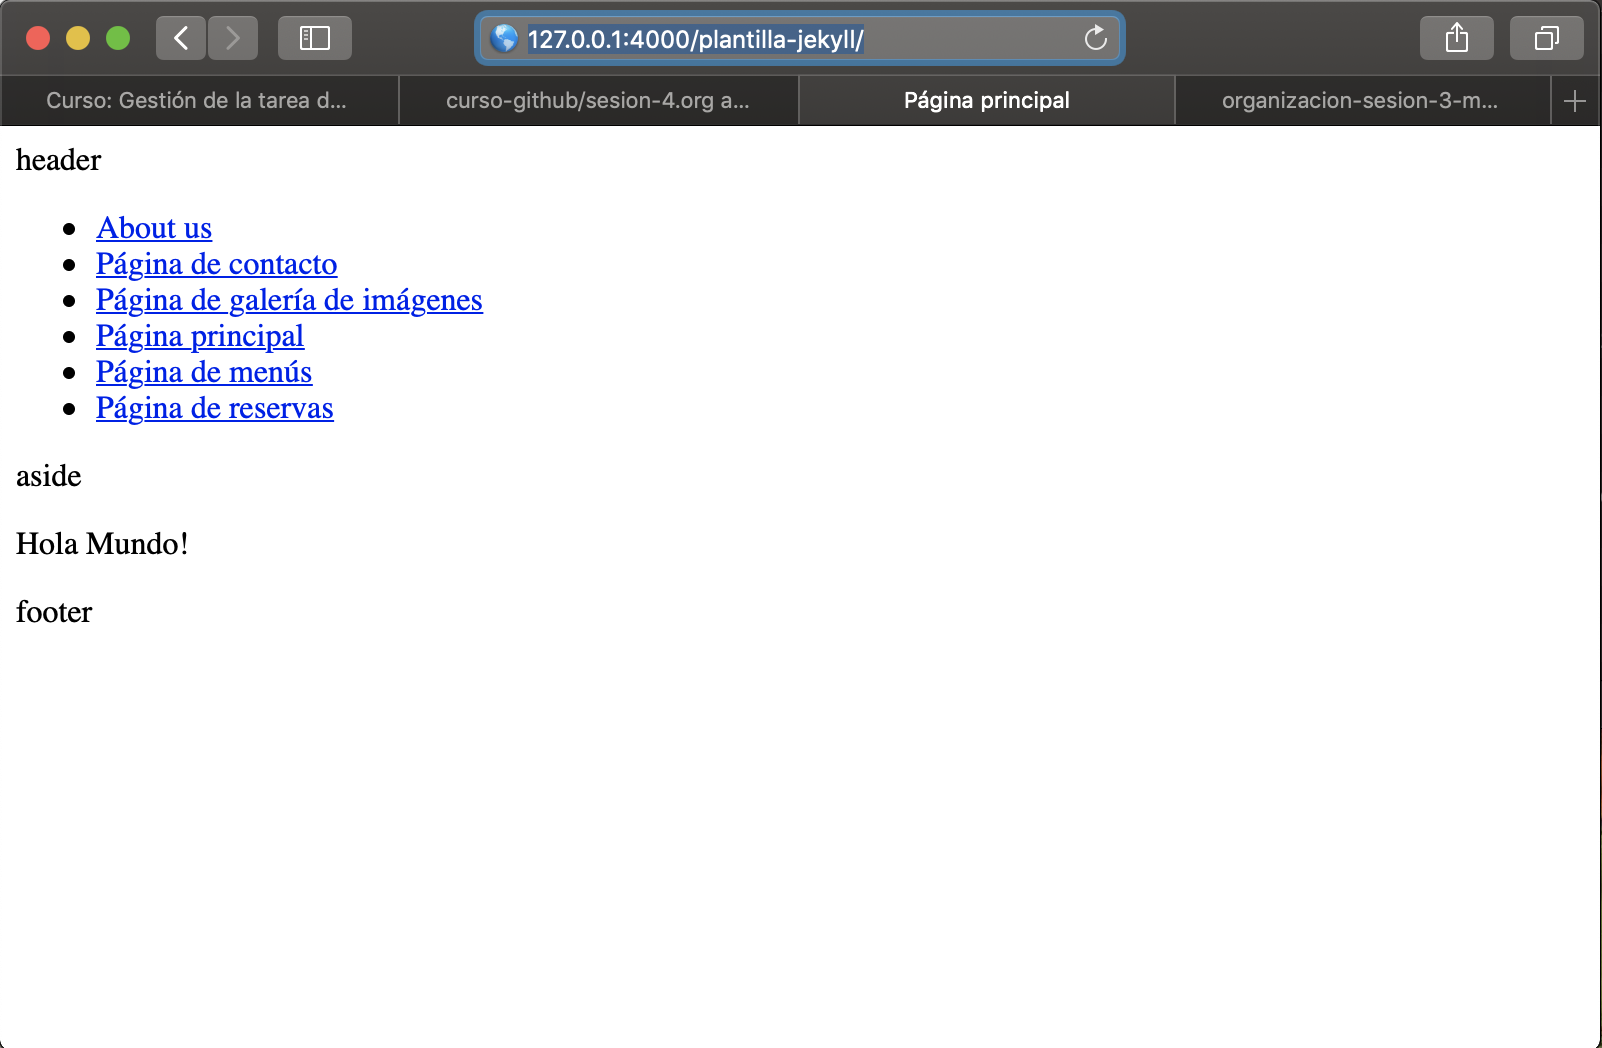 127.0.0.1:4000/plantilla-jekyll/
Curso: Gestión de la tarea d...
curso-github/sesion-4.org a...
Página principal
organizacion-sesion-3-m...
header
About us
Página de contacto
Página de galería de imágenes
Página principal
Página de menús
Página de reservas
aside
Hola Mundo!
footer